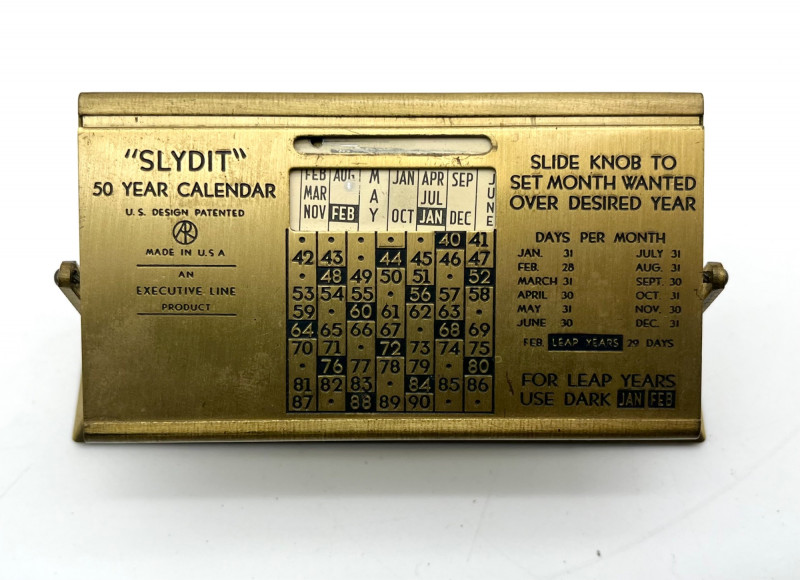 "SLYDIT"
50 YEAR CALENDAR
U.S. DESIGN PATENTED
AR
MADE IN U.S.A
AN
EXECUTIVE LINE
PRODUCT
FEB AUG M JAN APR SEP J
MAR A JUL U
NOV FEB Y OCT JAN DEC NE
• • • • • 40 41
42 43 • 44 45 46 47
• 48 49 50 51 • 52
53 54 55 • 56 57 58
59 • 60 61 62 63 •
64 65 66 67 • 68 69
70 71 • 72 73 74 75
• 76 77 78 79 • 80
81 82 83 • 84 85 86
87 • 88 89 90 • •
SLIDE KNOB TO
SET MONTH WANTED
OVER DESIRED YEAR
DAYS PER MONTH
JAN. 31 JULY 31
FEB. 28 AUG. 31
MARCH 31 SEPT. 30
APRIL 30 OCT. 31
MAY 31 NOV. 30
JUNE 30 DEC. 31
FEB. LEAP YEARS 29 DAYS
FOR LEAP YEARS
USE DARK JAN FEB